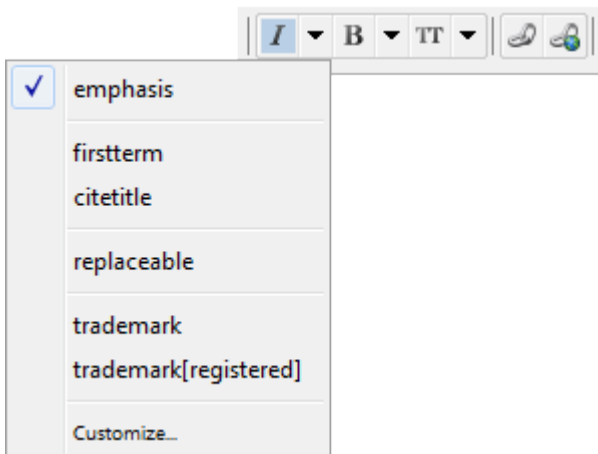 I B TT
emphasis
firstterm
citetitle
replaceable
trademark
trademark[registered]
Customize...